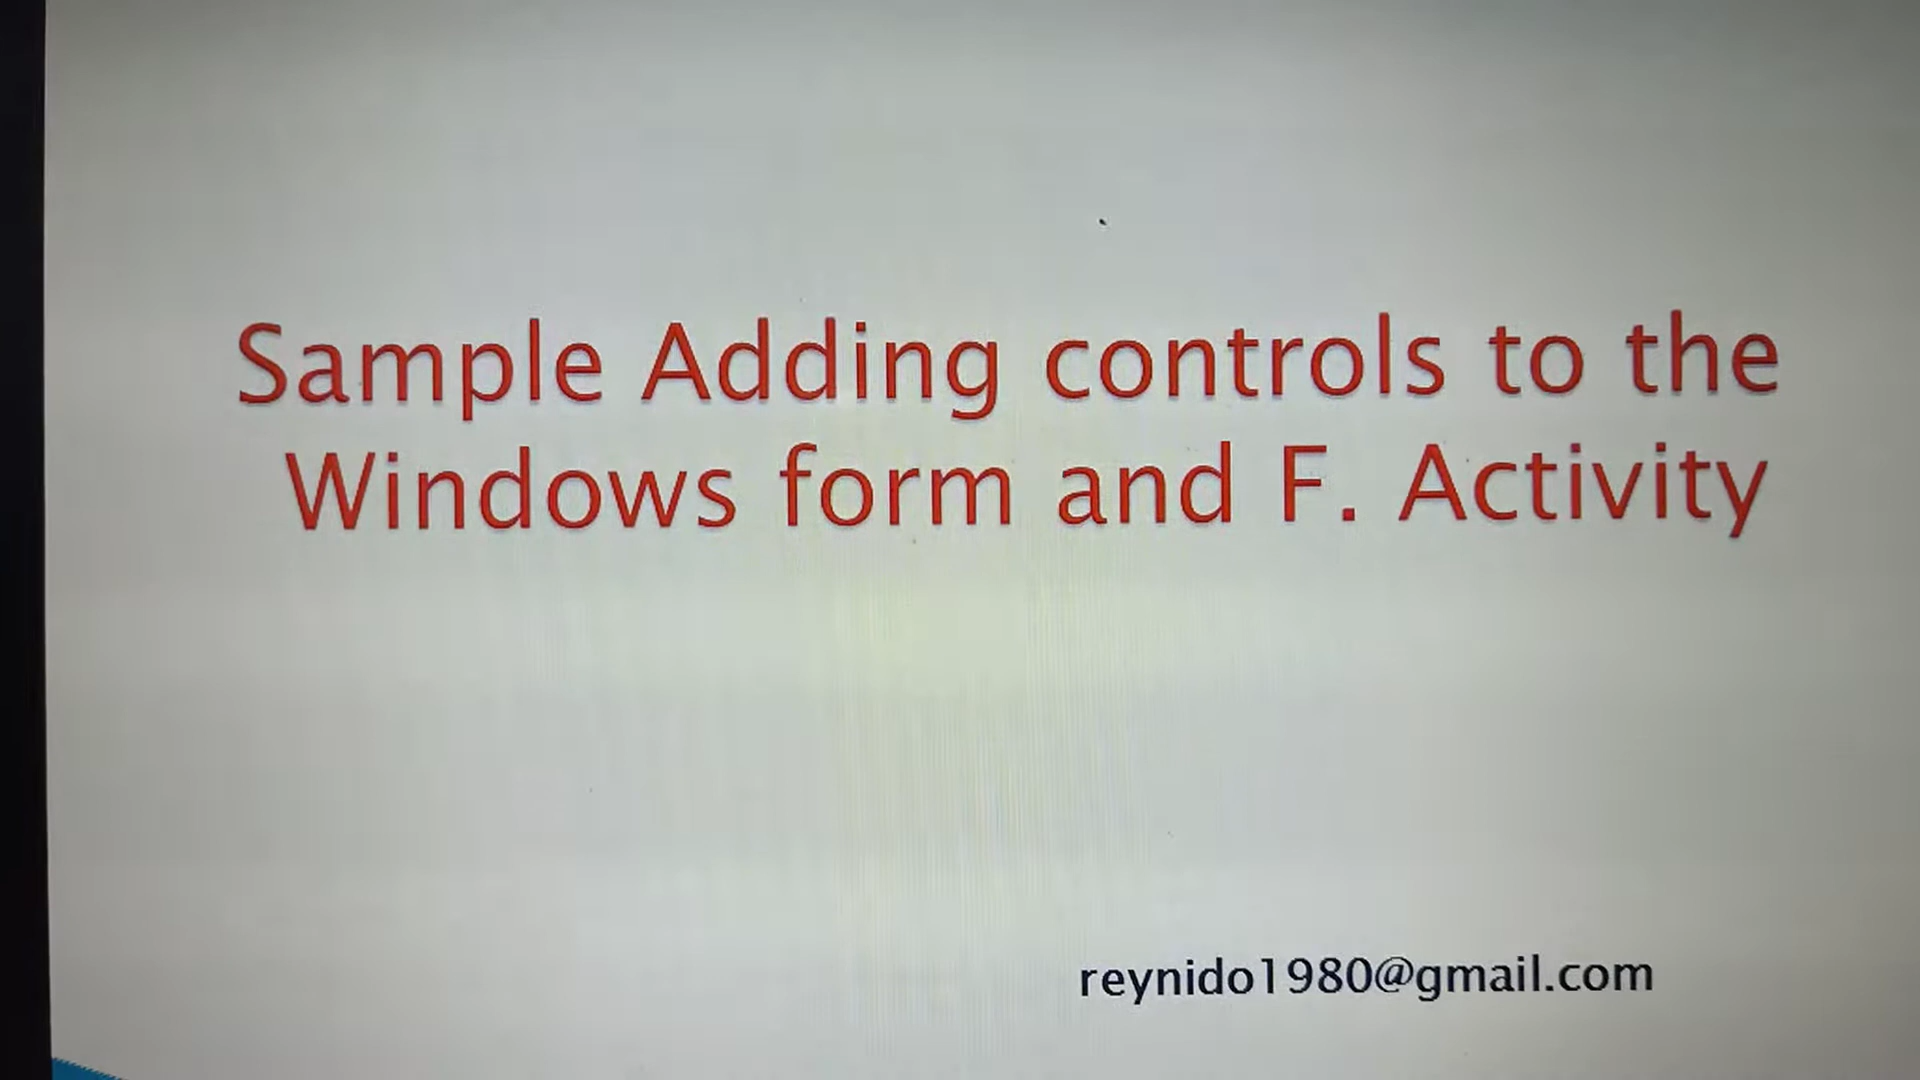 Sample Adding controls to the
Windows form and F. Activity
reynido1980@gmail.com